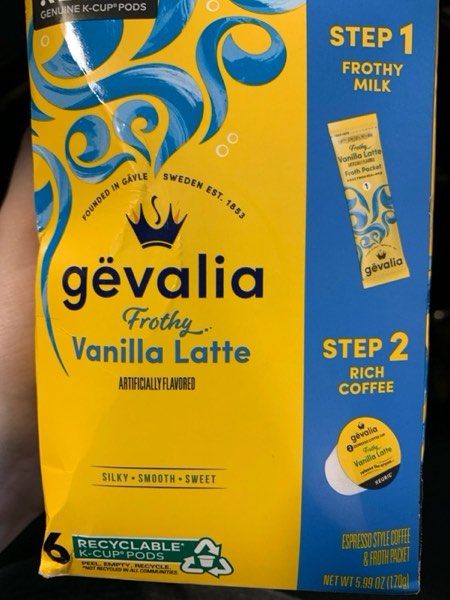 GENUINE K-CUP® PODS
FOUNDED IN GÄVLE SWEDEN EST. 1853
gëvalia
Frothy
Vanilla Latte
ARTIFICIALLY FLAVORED
SILKY • SMOOTH • SWEET
6 RECYCLABLE*
K-CUP® PODS
PEEL, EMPTY, RECYCLE.
*NOT RECYCLED IN ALL COMMUNITIES.
STEP 1
FROTHY
MILK
Frothy
Vanilla Latte
Froth Packet
1
gëvalia
STEP 2
RICH
COFFEE
gëvalia
2
Frothy
Vanilla Latte
KEURIG
ESPRESSO STYLE COFFEE
& FROTH PACKET
NET WT 5.99 OZ (170g)